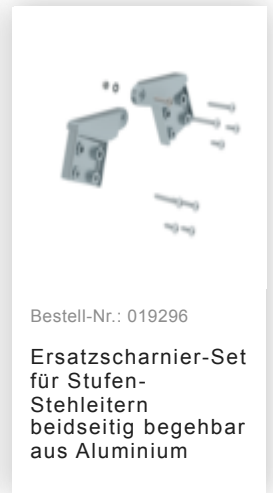 Bestell-Nr.: 019296
Ersatzscharnier-Set
für Stufen-
Stehleitern
beidseitig begehbar
aus Aluminium